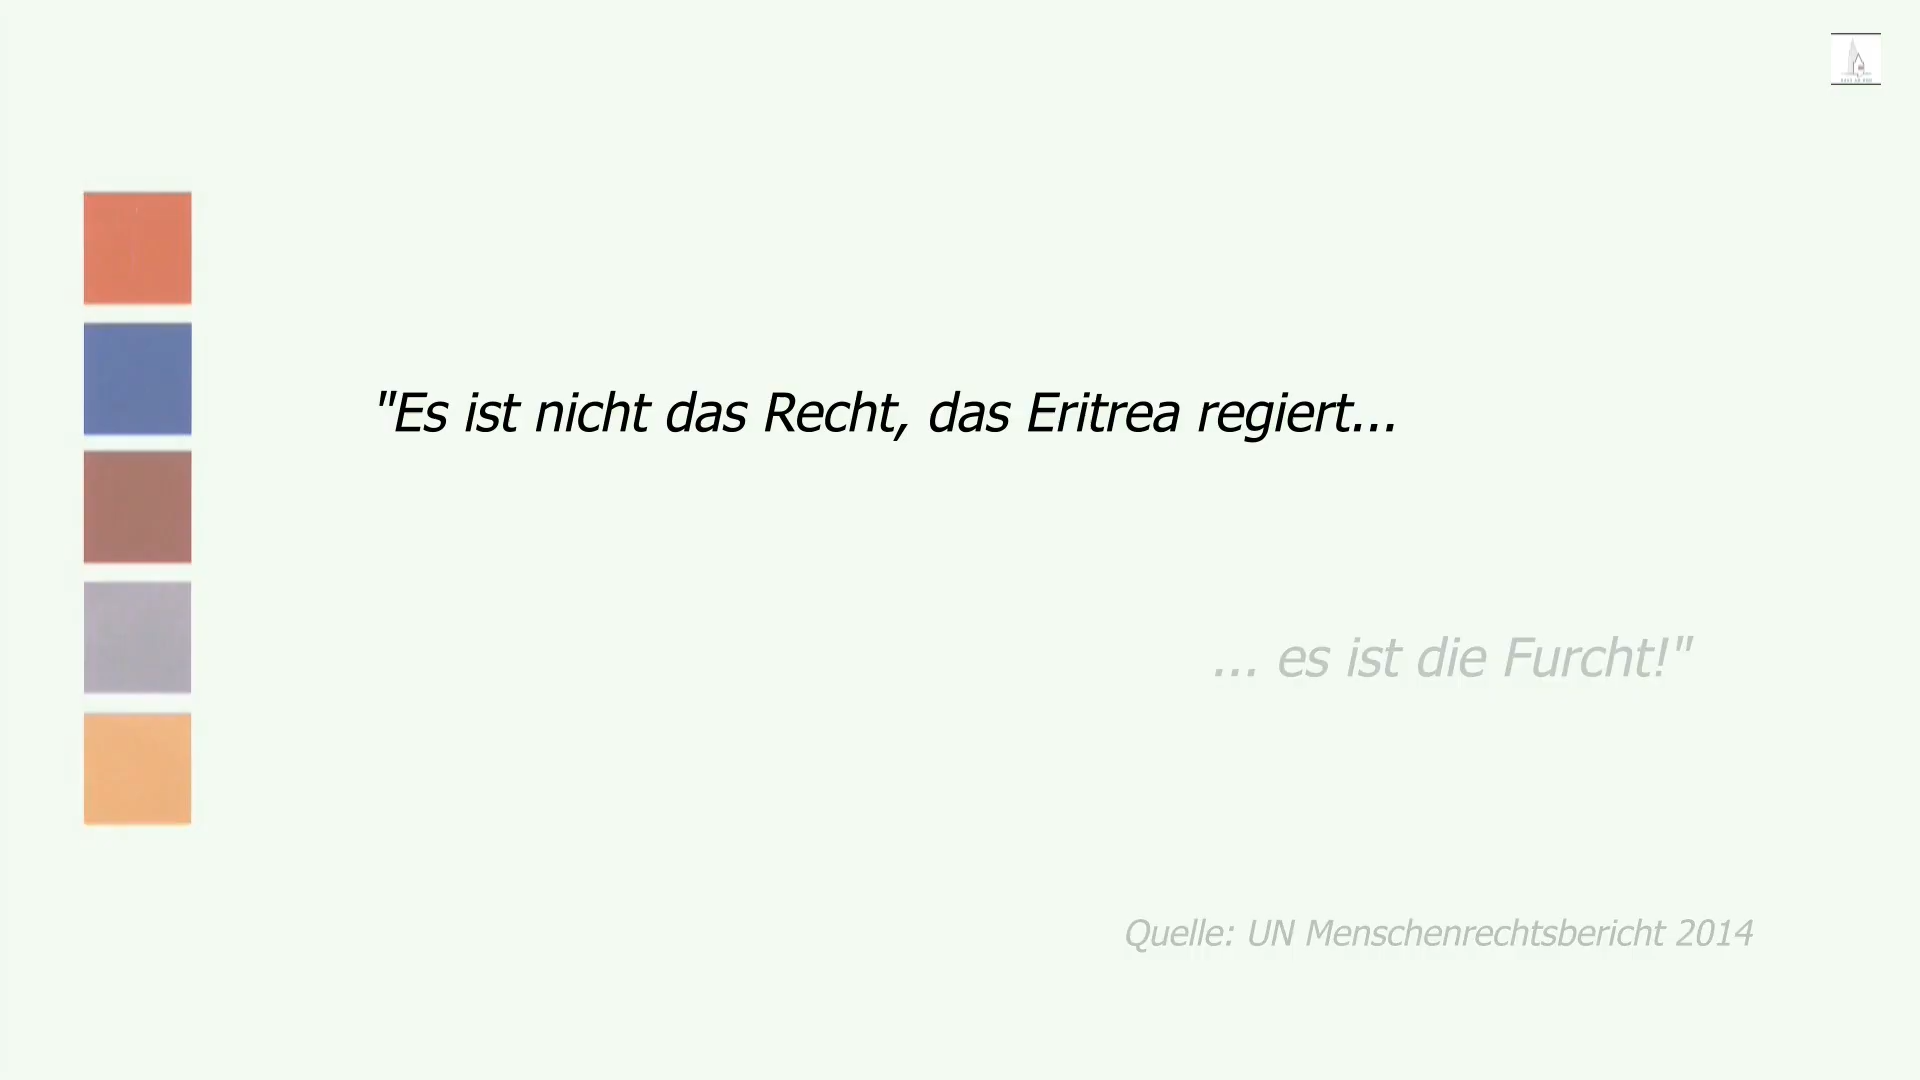 "Es ist nicht das Recht, das Eritrea regiert...
... es ist die Furcht!"
Quelle: UN Menschenrechtsbericht 2014